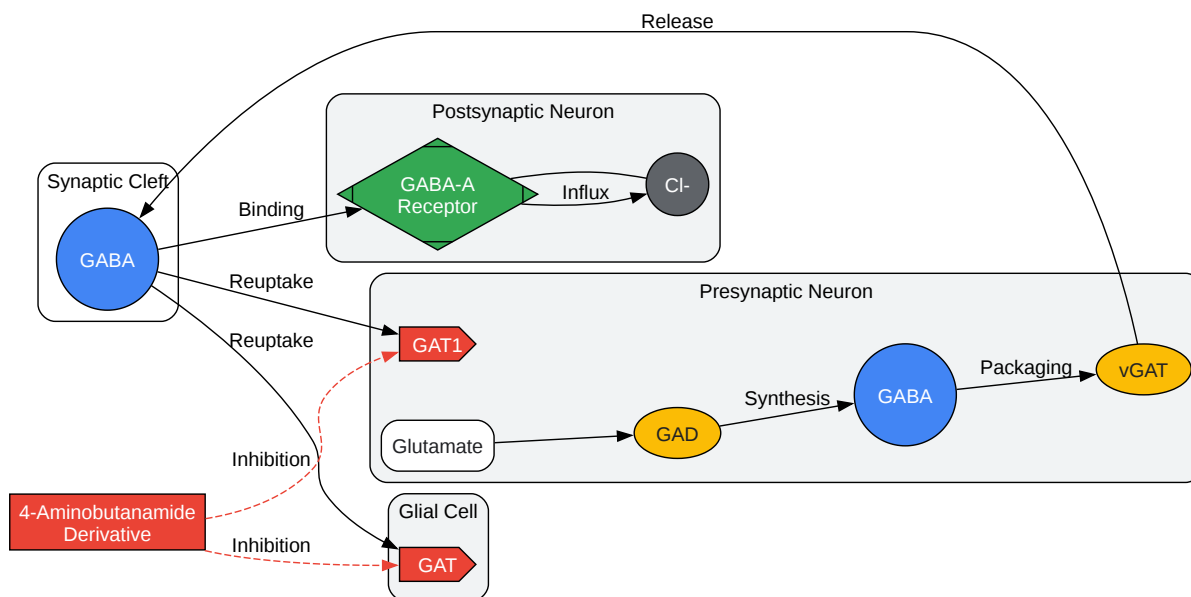 Release
Postsynaptic Neuron
Synaptic Cleft
GABA-A
Receptor
Cl-
Influx
Binding
GABA
Reuptake
Presynaptic Neuron
Reuptake
GAT1
vGAT
Packaging
GABA
Synthesis
GAD
Glutamate
Inhibition
4-Aminobutanamide
Derivative
Glial Cell
Inhibition
GAT